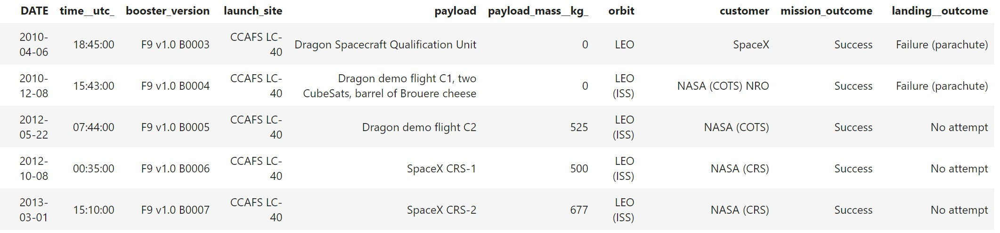 DATE time__utc_ booster_version launch_site payload payload_mass__kg_ orbit customer mission_outcome landing__outcome
2010-04-06 18:45:00 F9 v1.0 B0003 CCAFS LC-40 Dragon Spacecraft Qualification Unit 0 LEO SpaceX Success Failure (parachute)
2010-12-08 15:43:00 F9 v1.0 B0004 CCAFS LC-40 Dragon demo flight C1, two CubeSats, barrel of Brouere cheese 0 LEO (ISS) NASA (COTS) NRO Success Failure (parachute)
2012-05-22 07:44:00 F9 v1.0 B0005 CCAFS LC-40 Dragon demo flight C2 525 LEO (ISS) NASA (COTS) Success No attempt
2012-10-08 00:35:00 F9 v1.0 B0006 CCAFS LC-40 SpaceX CRS-1 500 LEO (ISS) NASA (CRS) Success No attempt
2013-03-01 15:10:00 F9 v1.0 B0007 CCAFS LC-40 SpaceX CRS-2 677 LEO (ISS) NASA (CRS) Success No attempt